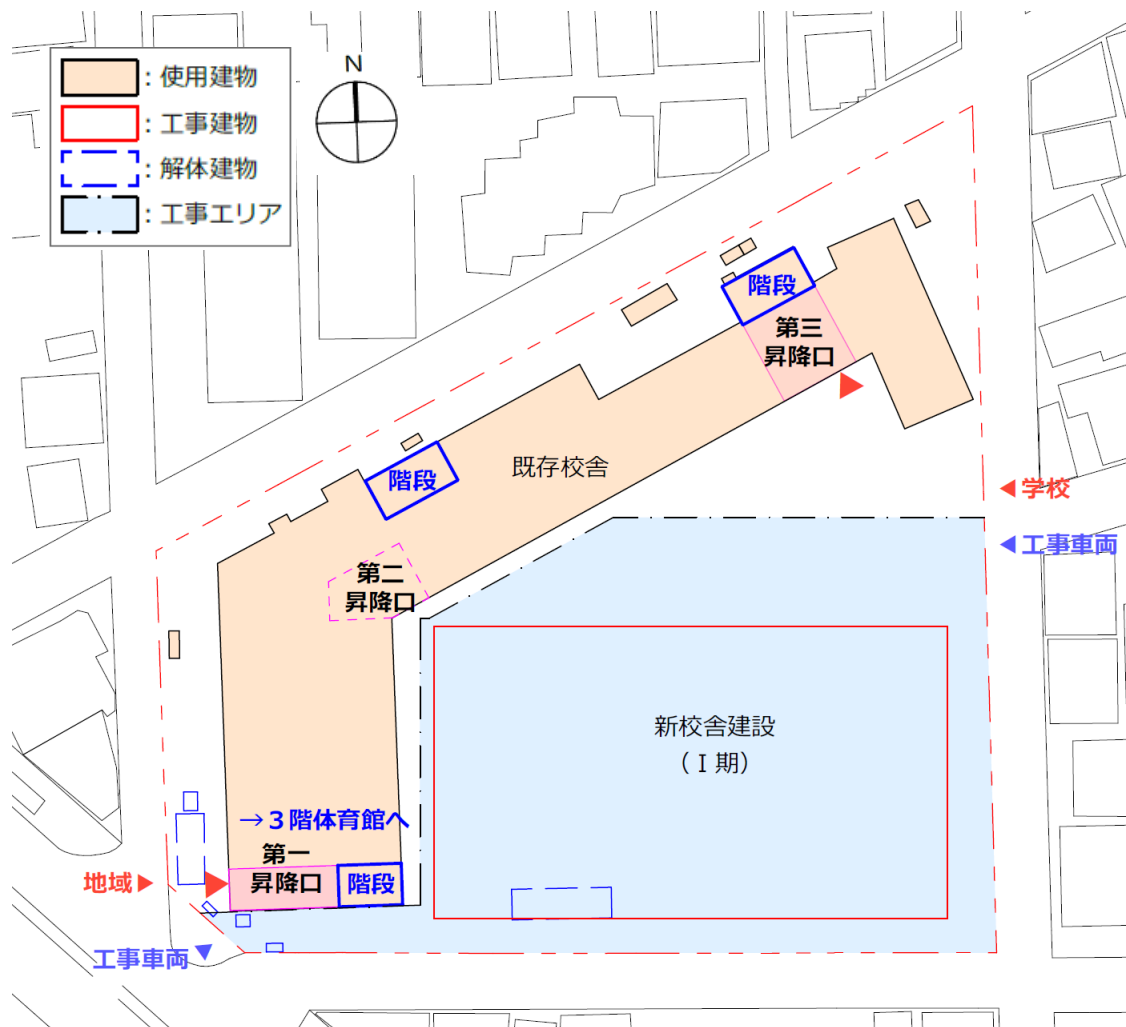 ：使用建物
：工事建物
：解体建物
：工事エリア
N
階段
第三
昇降口
階段
既存校舎
◀学校
◀工事車両
第二
昇降口
新校舎建設
（Ⅰ期）
→３階体育館へ
第一
昇降口
階段
地域▶
工事車両